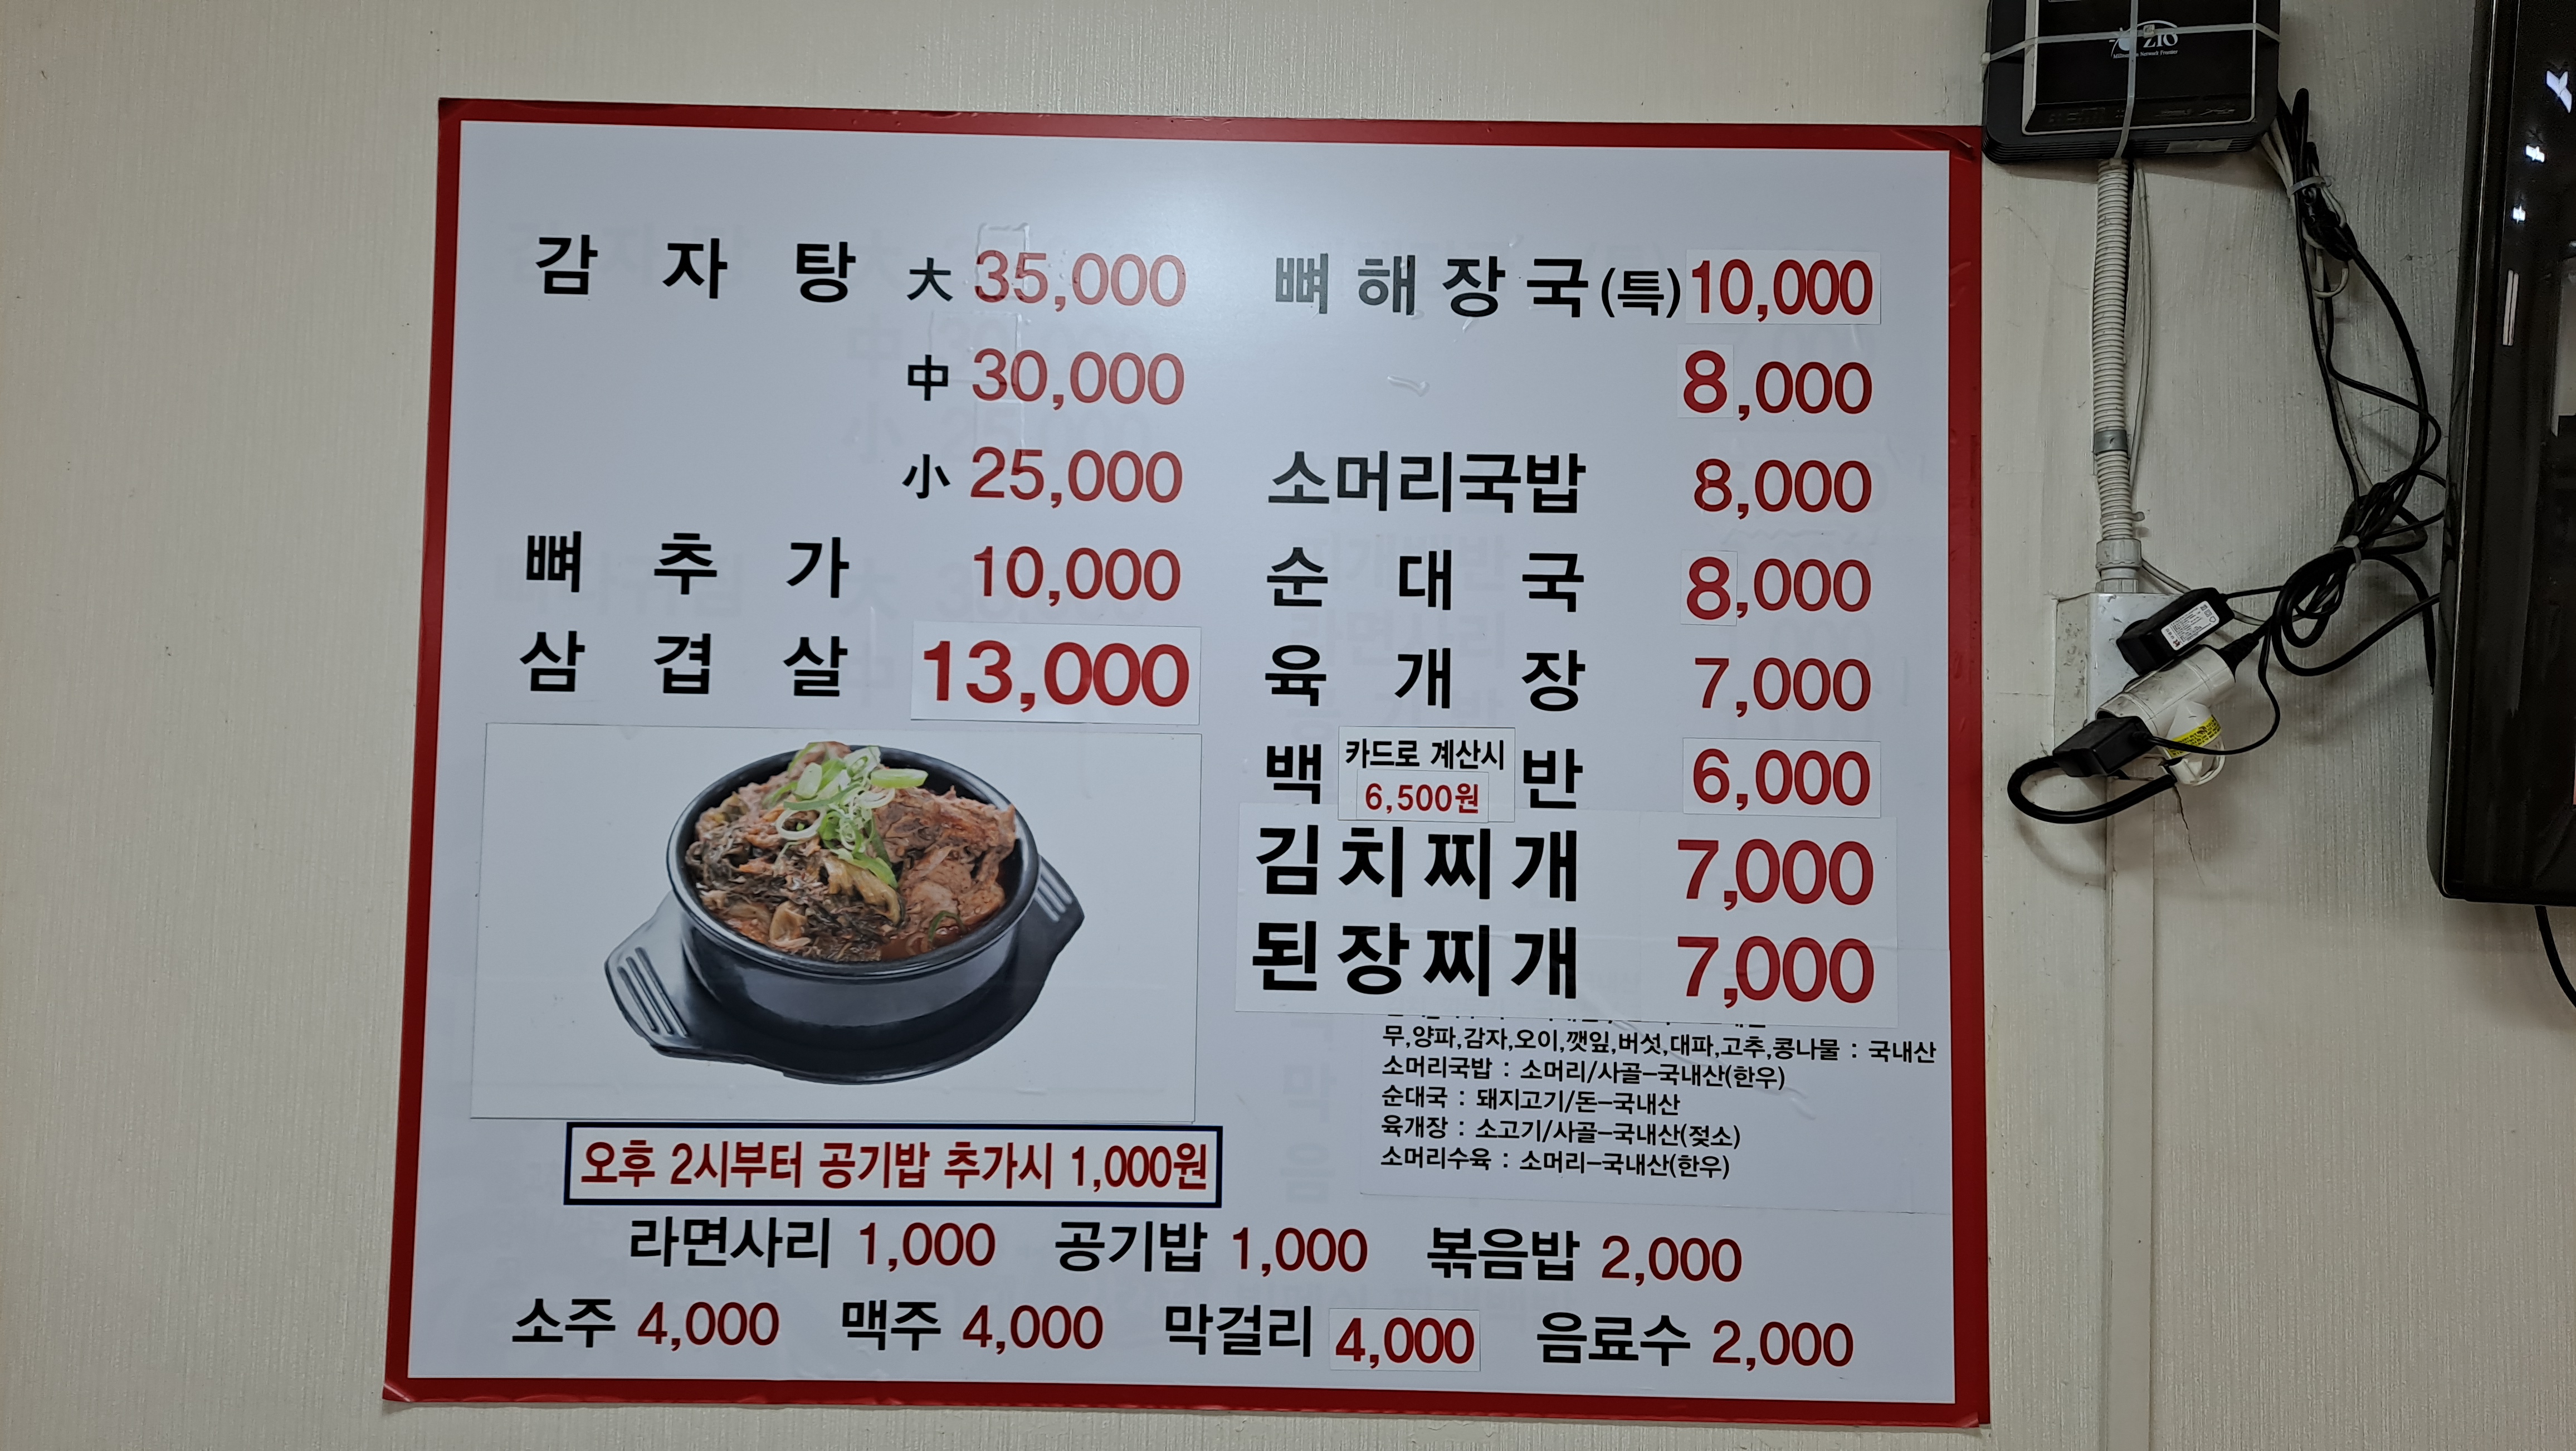 감 자 탕 大 35,000
中 30,000
小 25,000
뼈 추 가 10,000
삼 겹 살 13,000
뼈 해 장 국 (특) 10,000
8,000
소머리국밥 8,000
순 대 국 8,000
육 개 장 7,000
백 반 6,000
카드로 계산시
6,500원
김치찌개 7,000
된장찌개 7,000
무,양파,감자,오이,깻잎,버섯,대파,고추,콩나물 : 국내산
소머리국밥 : 소머리/사골-국내산(한우)
순대국 : 돼지고기/돈-국내산
육개장 : 소고기/사골-국내산(젖소)
소머리수육 : 소머리-국내산(한우)
오후 2시부터 공기밥 추가시 1,000원
라면사리 1,000 공기밥 1,000 볶음밥 2,000
소주 4,000 맥주 4,000 막걸리 4,000 음료수 2,000
ZIO